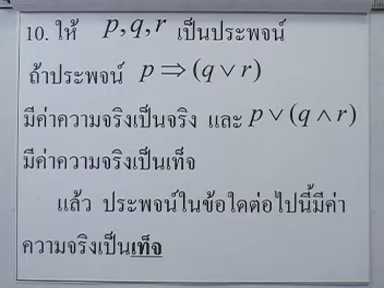 10. ให้ p,q,r เป็นประพจน์
ถ้าประพจน์ p ⇒ (q ∨ r)
มีค่าความจริงเป็นจริง และ p ∨ (q ∧ r)
มีค่าความจริงเป็นเท็จ
แล้ว ประพจน์ในข้อใดต่อไปนี้มีค่า
ความจริงเป็นเท็จ